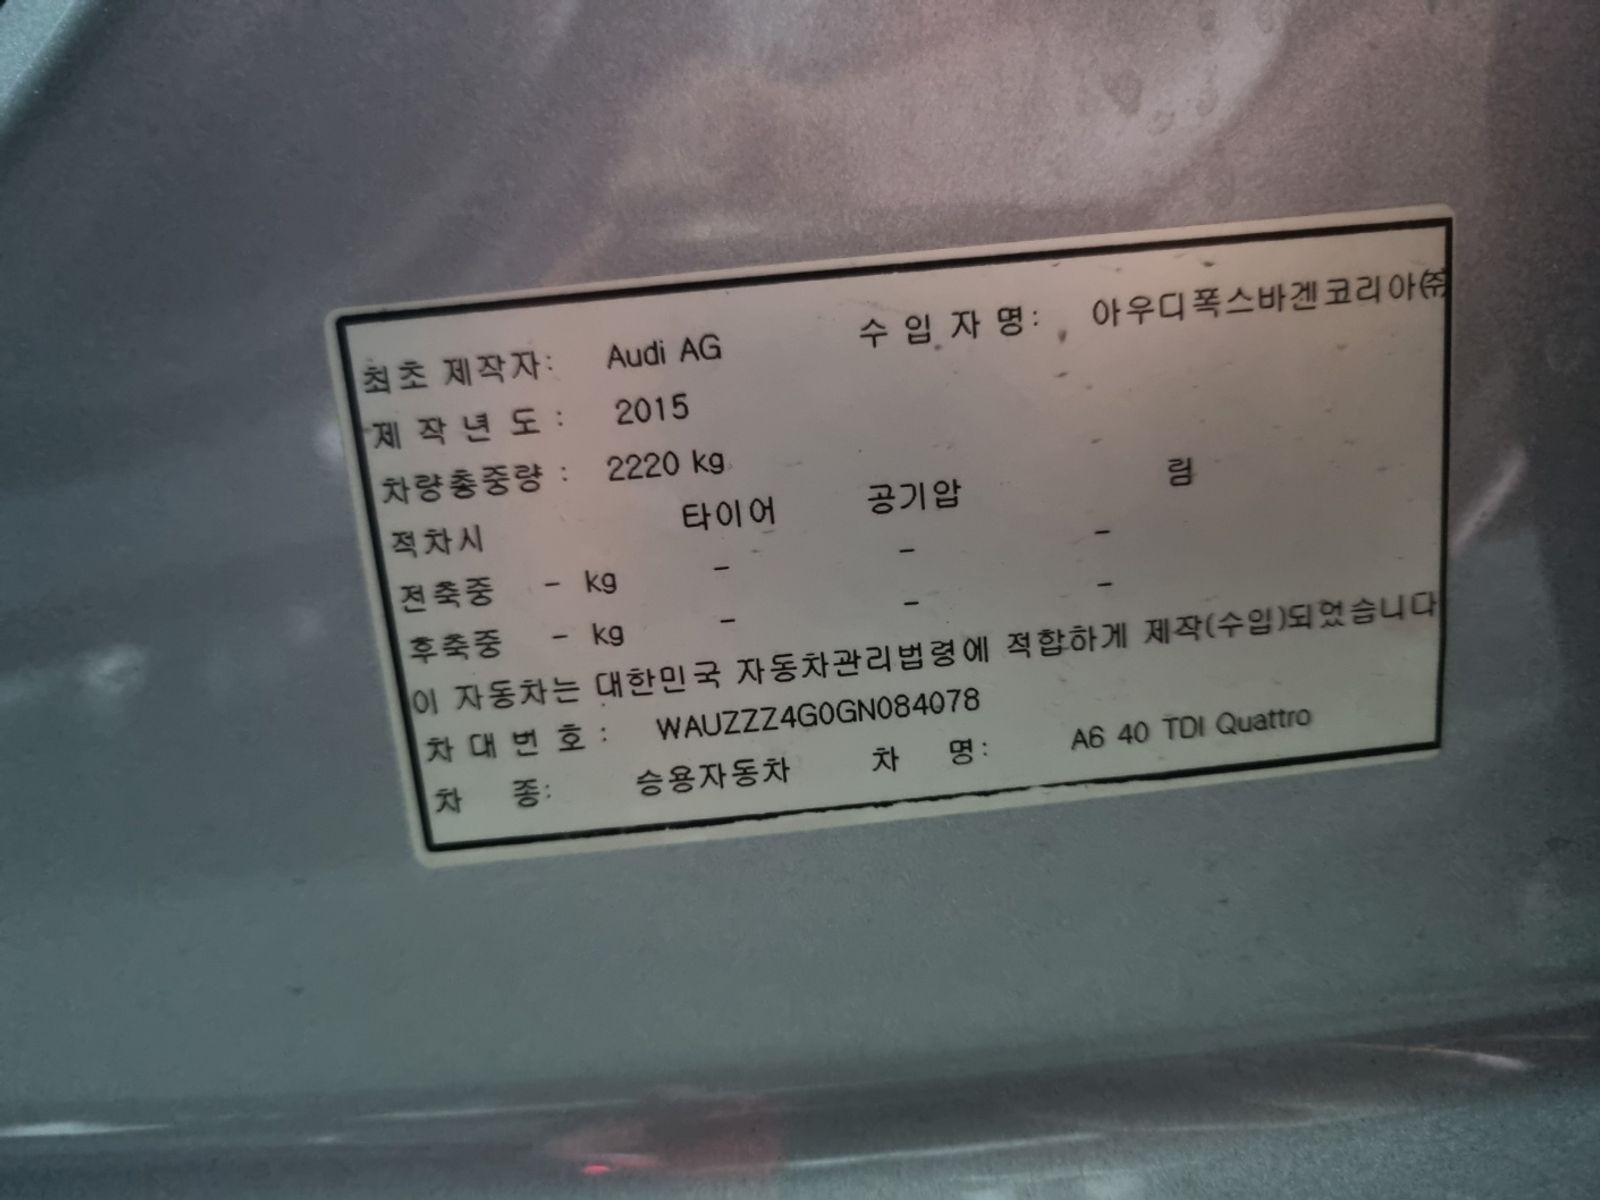 최초 제작자: Audi AG 수 입 자 명: 아우디폭스바겐코리아㈜
제 작 년 도 : 2015
차량총중량 : 2220 kg
적차시 타이어 공기압 림
전축중 - kg - - -
후축중 - kg - - -
이 자동차는 대한민국 자동차관리법령에 적합하게 제작(수입)되었습니다
차 대 번 호 : WAUZZZ4G0GN084078
차 종: 승용자동차 차 명: A6 40 TDI Quattro